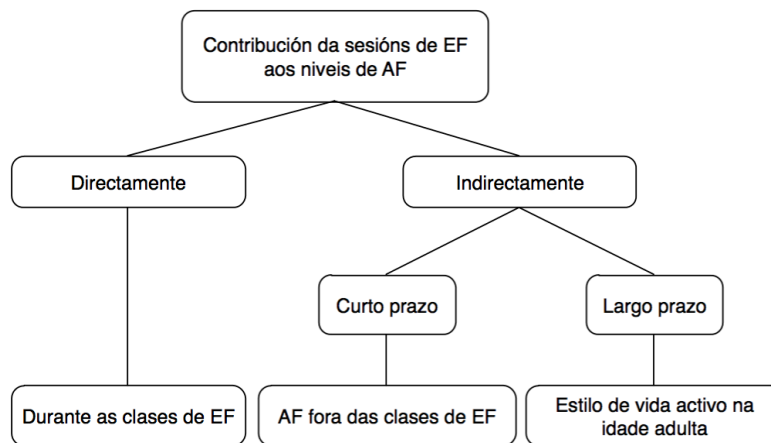 Contribución da sesións de EF
aos niveis de AF
Directamente
Indirectamente
Curto prazo
Largo prazo
Durante as clases de EF
AF fora das clases de EF
Estilo de vida activo na
idade adulta